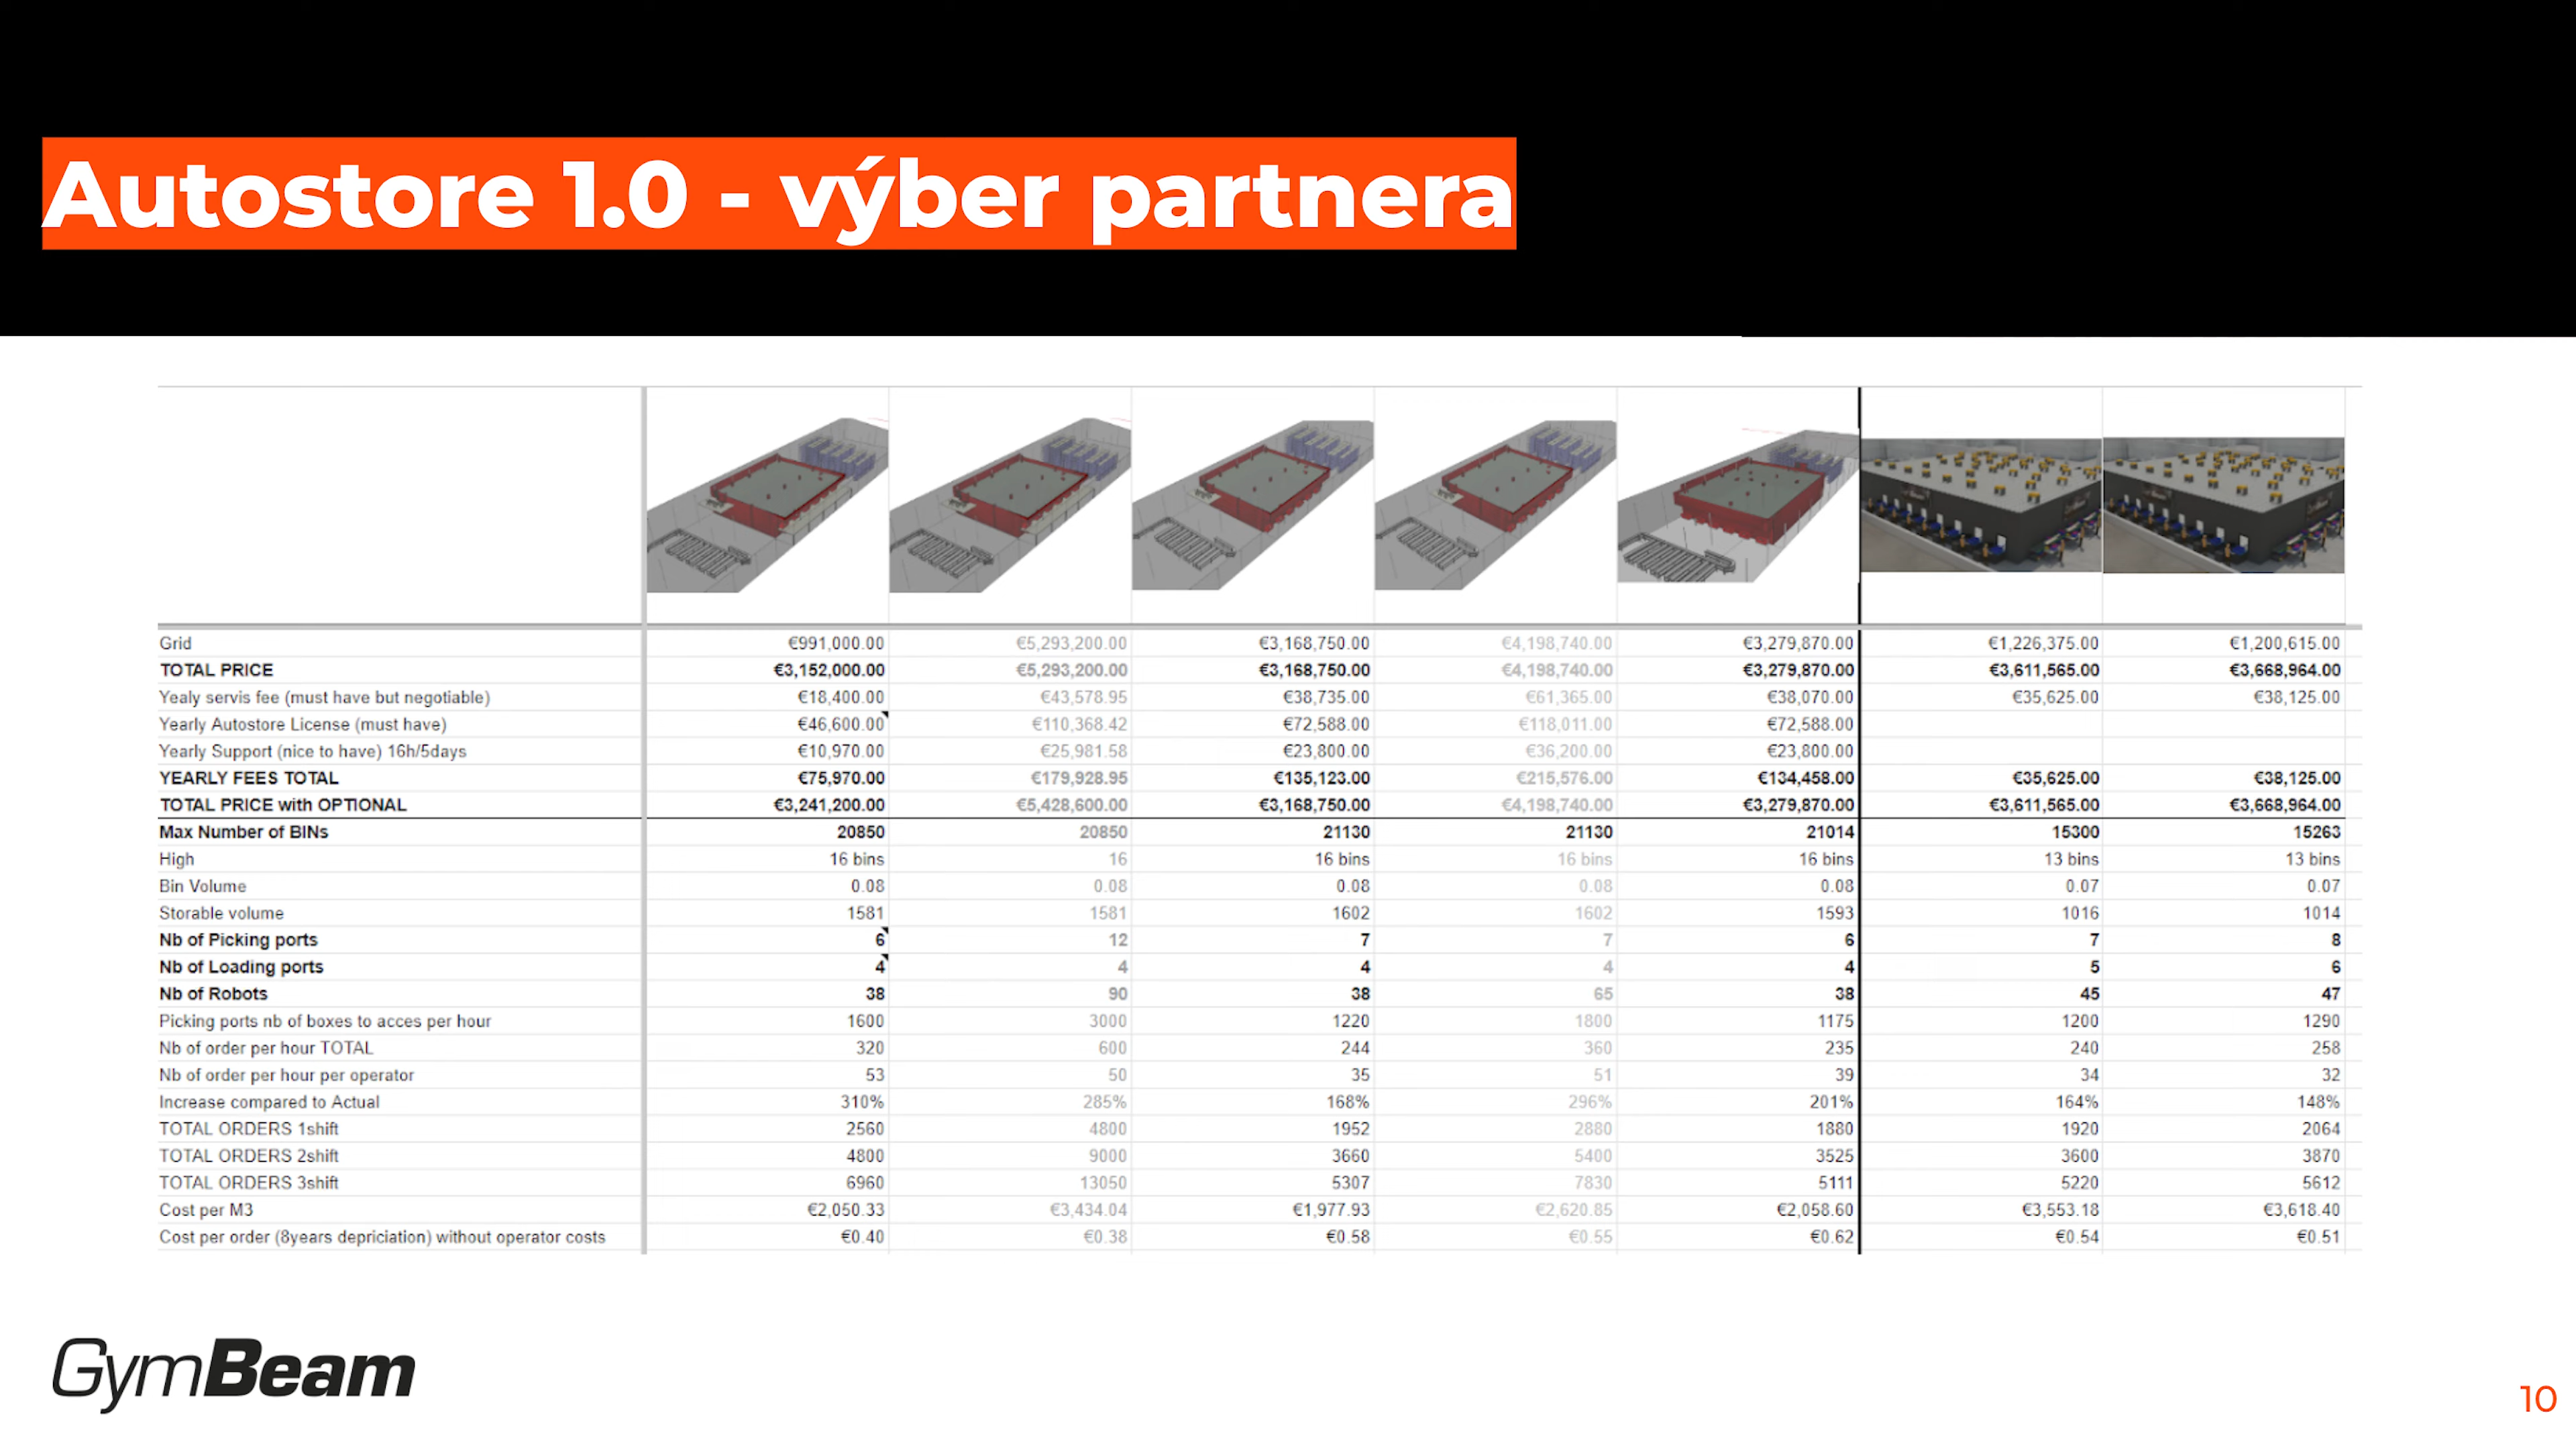 Autostore 1.0 - výber partnera
Grid €991,000.00 €5,293,200.00 €3,168,750.00 €4,198,740.00 €3,279,870.00 €1,226,375.00 €1,200,615.00
TOTAL PRICE €3,152,000.00 €5,293,200.00 €3,168,750.00 €4,198,740.00 €3,279,870.00 €3,611,565.00 €3,668,964.00
Yealy servis fee (must have but negotiable) €18,400.00 €43,578.95 €38,735.00 €61,365.00 €38,070.00 €35,625.00 €38,125.00
Yearly Autostore License (must have) €46,600.00 €110,368.42 €72,588.00 €118,011.00 €72,588.00
Yearly Support (nice to have) 16h/5days €10,970.00 €25,981.58 €23,800.00 €36,200.00 €23,800.00
YEARLY FEES TOTAL €75,970.00 €179,928.95 €135,123.00 €215,576.00 €134,458.00 €35,625.00 €38,125.00
TOTAL PRICE with OPTIONAL €3,241,200.00 €5,428,600.00 €3,168,750.00 €4,198,740.00 €3,279,870.00 €3,611,565.00 €3,668,964.00
Max Number of BINs 20850 20850 21130 21130 21014 15300 15263
High 16 bins 16 16 bins 16 bins 16 bins 13 bins 13 bins
Bin Volume 0.08 0.08 0.08 0.08 0.08 0.07 0.07
Storable volume 1581 1581 1602 1602 1593 1016 1014
Nb of Picking ports 6 12 7 7 6 7 8
Nb of Loading ports 4 4 4 4 4 5 6
Nb of Robots 38 90 38 65 38 45 47
Picking ports nb of boxes to acces per hour 1600 3000 1220 1800 1175 1200 1290
Nb of order per hour TOTAL 320 600 244 360 235 240 258
Nb of order per hour per operator 53 50 35 51 39 34 32
Increase compared to Actual 310% 285% 168% 296% 201% 164% 148%
TOTAL ORDERS 1shift 2560 4800 1952 2880 1880 1920 2064
TOTAL ORDERS 2shift 4800 9000 3660 5400 3525 3600 3870
TOTAL ORDERS 3shift 6960 13050 5307 7830 5111 5220 5612
Cost per M3 €2,050.33 €3,434.04 €1,977.93 €2,620.85 €2,058.60 €3,553.18 €3,618.40
Cost per order (8years depriciation) without operator costs €0.40 €0.38 €0.58 €0.55 €0.62 €0.54 €0.51
GymBeam
10